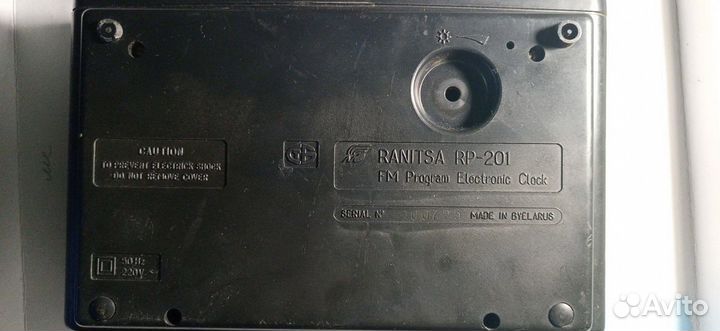 CAUTION
TO PREVENT ELECTRICK SHOCK
DO NOT REMOVE COVER
RANITSA RP-201
FM Program Electronic Clock
SERIAL N° MADE IN BYELARUS
50Hz
220V ~
Avito